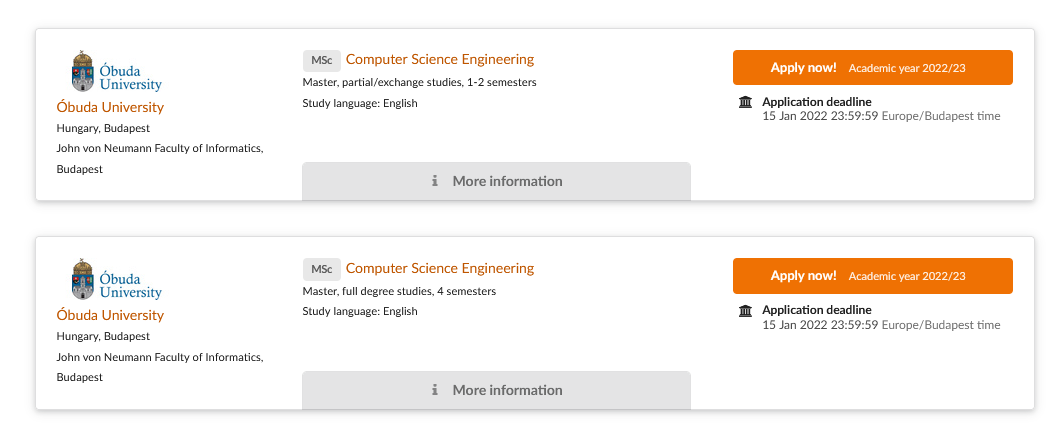 Óbuda
University
Óbuda University
Hungary, Budapest
John von Neumann Faculty of Informatics,
Budapest
MSc Computer Science Engineering
Master, partial/exchange studies, 1-2 semesters
Study language: English
More information
Apply now! Academic year 2022/23
Application deadline
15 Jan 2022 23:59:59 Europe/Budapest time
Óbuda
University
Óbuda University
Hungary, Budapest
John von Neumann Faculty of Informatics,
Budapest
MSc Computer Science Engineering
Master, full degree studies, 4 semesters
Study language: English
More information
Apply now! Academic year 2022/23
Application deadline
15 Jan 2022 23:59:59 Europe/Budapest time